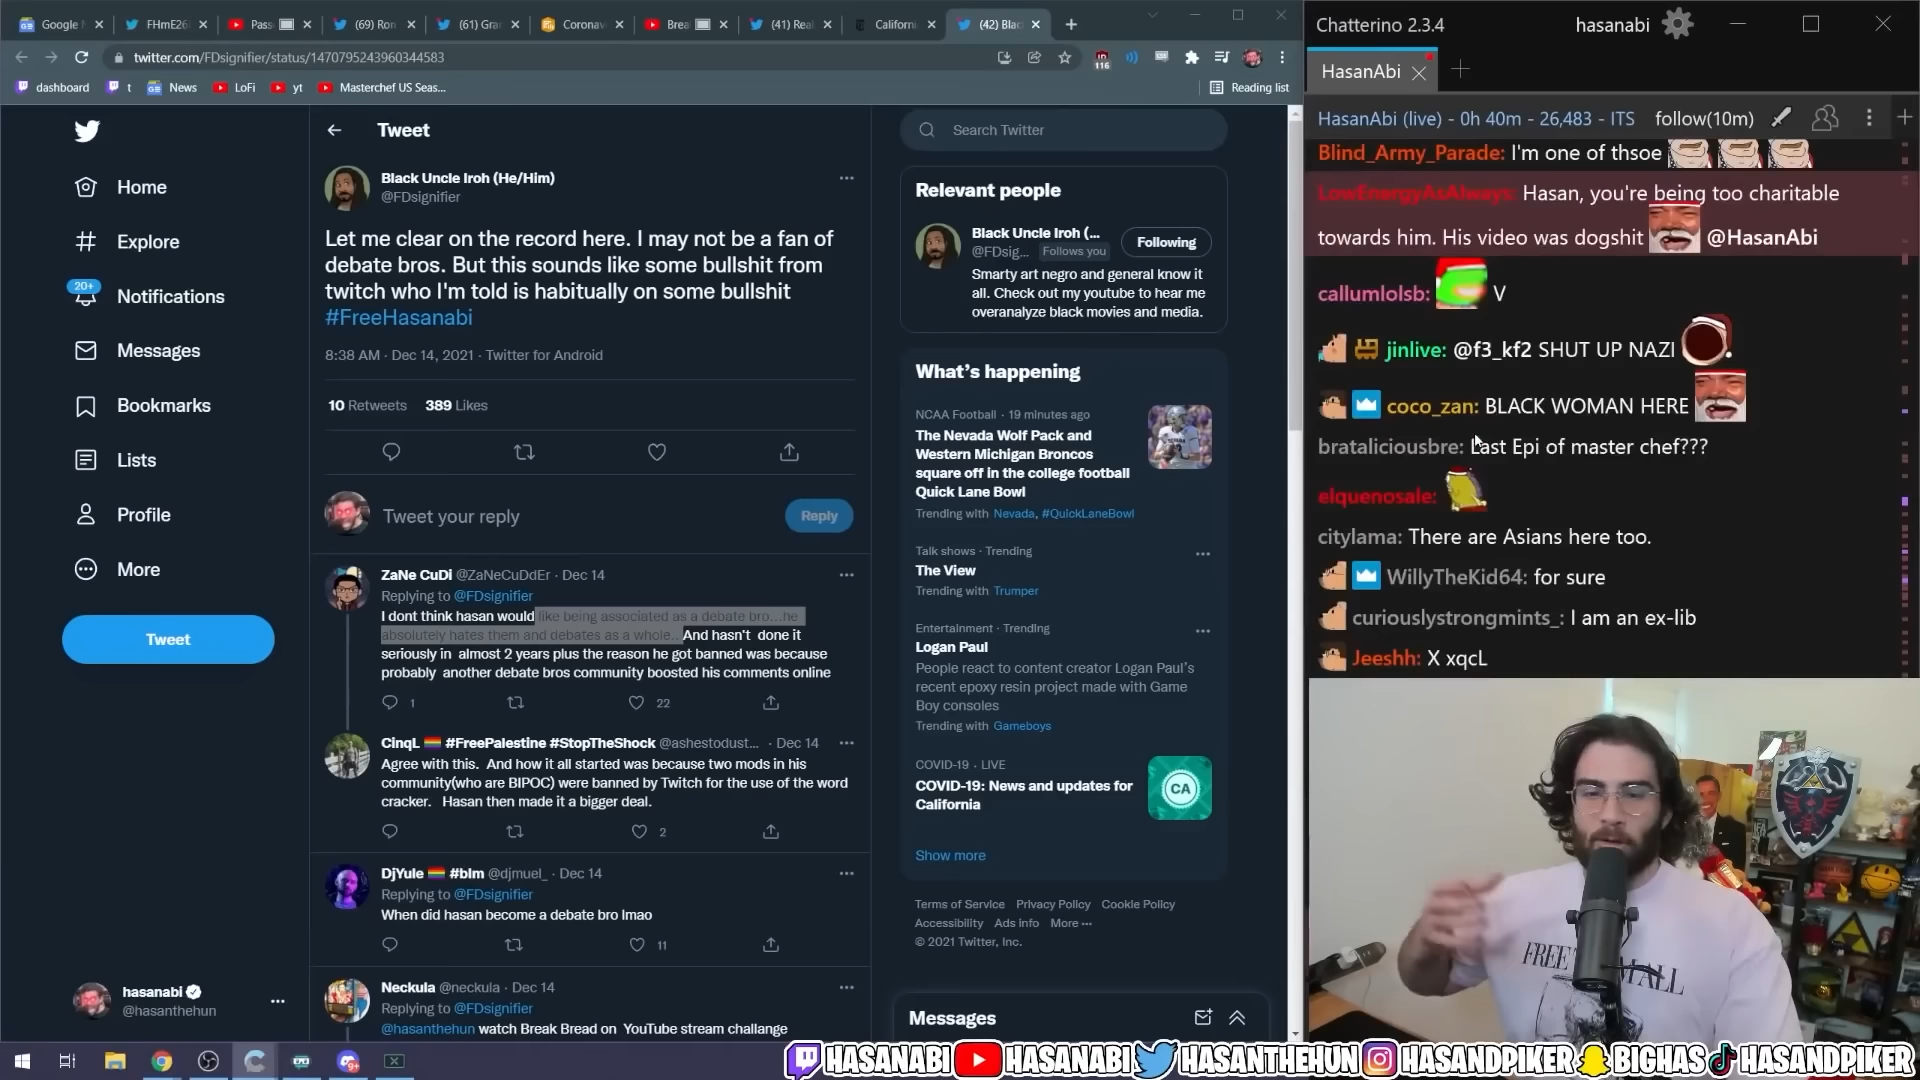 Google
FHmE26
Pass
(69) Ron
(61) Gra
Coronav
Brea
(41) Rea
Californi
(42) Blac
twitter.com/FDsignifier/status/1470795243960344583
116
dashboard
t
News
LoFi
yt
Masterchef US Seas...
Reading list
Home
Explore
20+
Notifications
Messages
Bookmarks
Lists
Profile
More
Tweet
hasanabi
@hasanthehun
Tweet
Black Uncle Iroh (He/Him)
@FDsignifier
Let me clear on the record here. I may not be a fan of
debate bros. But this sounds like some bullshit from
twitch who I'm told is habitually on some bullshit
#FreeHasanabi
8:38 AM · Dec 14, 2021 · Twitter for Android
10 Retweets 389 Likes
Tweet your reply
Reply
ZaNe CuDi @ZaNeCuDdEr · Dec 14
Replying to @FDsignifier
I dont think hasan would like being associated as a debate bro...he
absolutely hates them and debates as a whole... And hasn't done it
seriously in almost 2 years plus the reason he got banned was because
probably another debate bros community boosted his comments online
1
22
CinqL #FreePalestine #StopTheShock @ashestodust... · Dec 14
Agree with this. And how it all started was because two mods in his
community(who are BIPOC) were banned by Twitch for the use of the word
cracker. Hasan then made it a bigger deal.
2
DjYule #blm @djmuel_ · Dec 14
Replying to @FDsignifier
When did hasan become a debate bro lmao
11
Neckula @neckula · Dec 14
Replying to @FDsignifier
@hasanthehun watch Break Bread on YouTube stream challange
Search Twitter
Relevant people
Black Uncle Iroh (...
@FDsig... Follows you
Following
Smarty art negro and general know it
all. Check out my youtube to hear me
overanalyze black movies and media.
What's happening
NCAA Football · 19 minutes ago
The Nevada Wolf Pack and
Western Michigan Broncos
square off in the college football
Quick Lane Bowl
Trending with Nevada, #QuickLaneBowl
Talk shows · Trending
The View
Trending with Trumper
Entertainment · Trending
Logan Paul
People react to content creator Logan Paul's
recent epoxy resin project made with Game
Boy consoles
Trending with Gameboys
COVID-19 · LIVE
COVID-19: News and updates for
California
CA
Show more
Terms of Service Privacy Policy Cookie Policy
Accessibility Ads info More ···
© 2021 Twitter, Inc.
Messages
Chatterino 2.3.4
hasanabi
HasanAbi
HasanAbi (live) - 0h 40m - 26,483 - ITS
follow(10m)
Blind_Army_Parade: I'm one of thsoe
LowEnergyAsAlways: Hasan, you're being too charitable
towards him. His video was dogshit @HasanAbi
callumlolsb: V
jinlive: @f3_kf2 SHUT UP NAZI
coco_zan: BLACK WOMAN HERE
brataliciousbre: Last Epi of master chef???
elquenosale:
citylama: There are Asians here too.
WillyTheKid64: for sure
curiouslystrongmints_: I am an ex-lib
Jeeshh: X xqcL
HASANABI HASANABI HASANTHEHUN HASANDPIKER BIGHAS HASANDPIKER